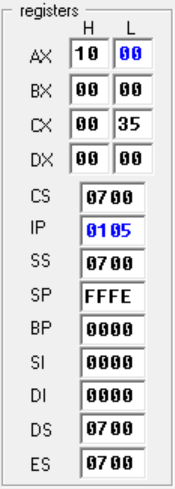 registers
H L
AX 10 00
BX 00 00
CX 00 35
DX 00 00
CS 0700
IP 0105
SS 0700
SP FFFE
BP 0000
SI 0000
DI 0000
DS 0700
ES 0700